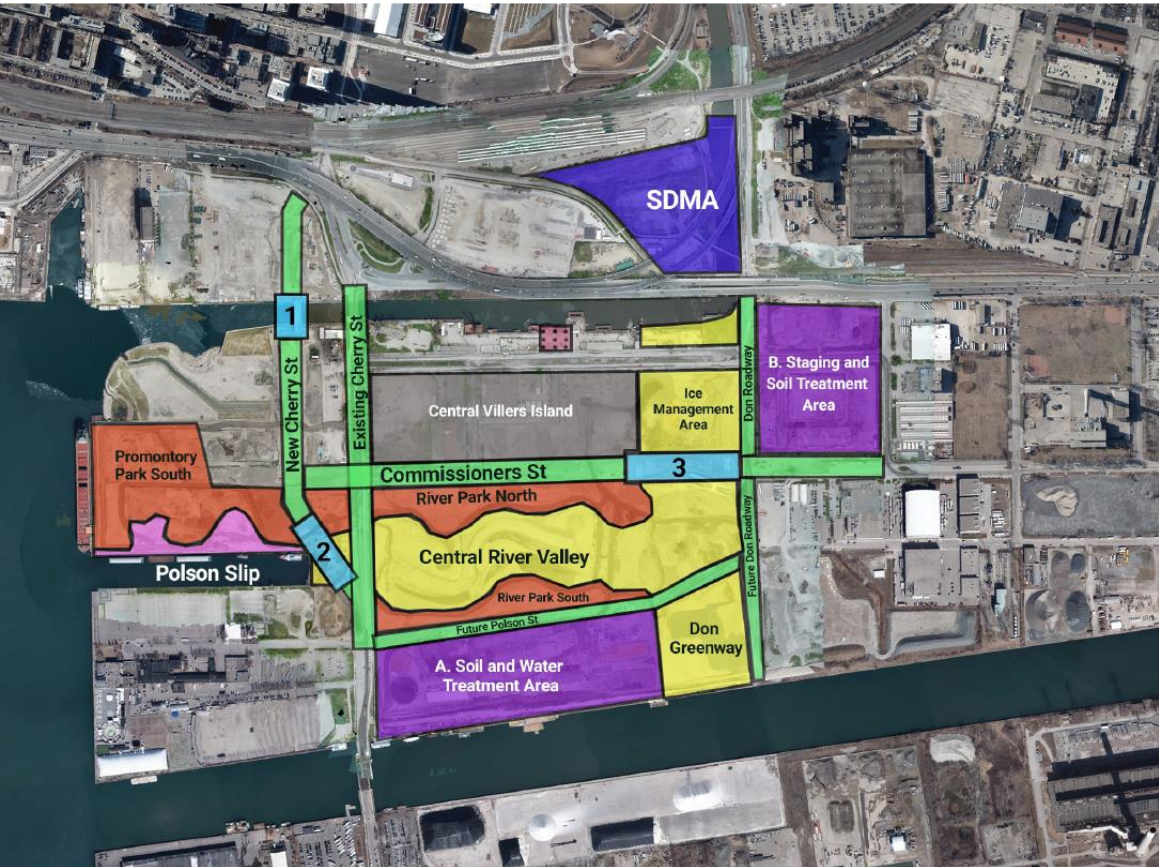 SDMA
1
New Cherry St
Existing Cherry St
Don Roadway
B. Staging and
Soil Treatment
Area
Ice
Management
Area
Central Villers Island
Promontory
Park South
Commissioners St
3
River Park North
2
Central River Valley
Polson Slip
River Park South
Future Polson St
Future Don Roadway
Don
Greenway
A. Soil and Water
Treatment Area